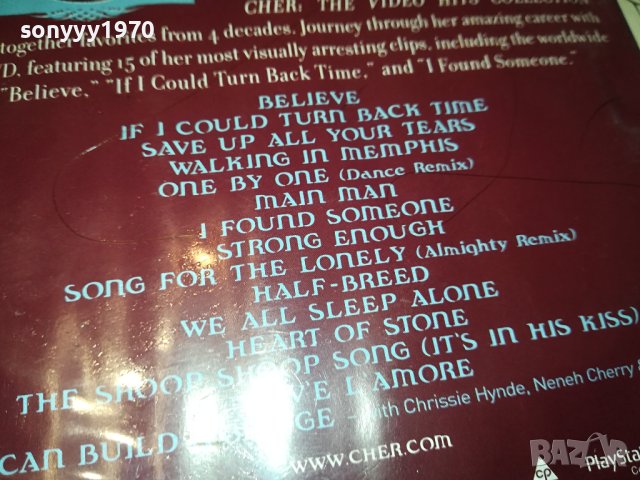 sonyyy1970
CHER: THE VIDEO HITS COLLECTION
together favorites from 4 decades. Journey through her amazing career with
VD, featuring 15 of her most visually arresting clips, including the worldwide
"Believe," "If I Could Turn Back Time," and "I Found Someone."
BELIEVE
IF I COULD TURN BACK TIME
SAVE UP ALL YOUR TEARS
WALKING IN MEMPHIS
ONE BY ONE (Dance Remix)
MAIN MAN
I FOUND SOMEONE
STRONG ENOUGH
SONG FOR THE LONELY (Almighty Remix)
HALF-BREED
WE ALL SLEEP ALONE
HEART OF STONE
THE SHOOP SHOOP SONG (IT'S IN HIS KISS)
L'AMORE
CAN BUILD with Chrissie Hynde, Neneh Cherry &
WWW.CHER.COM
CP PlaySta
BAZAR